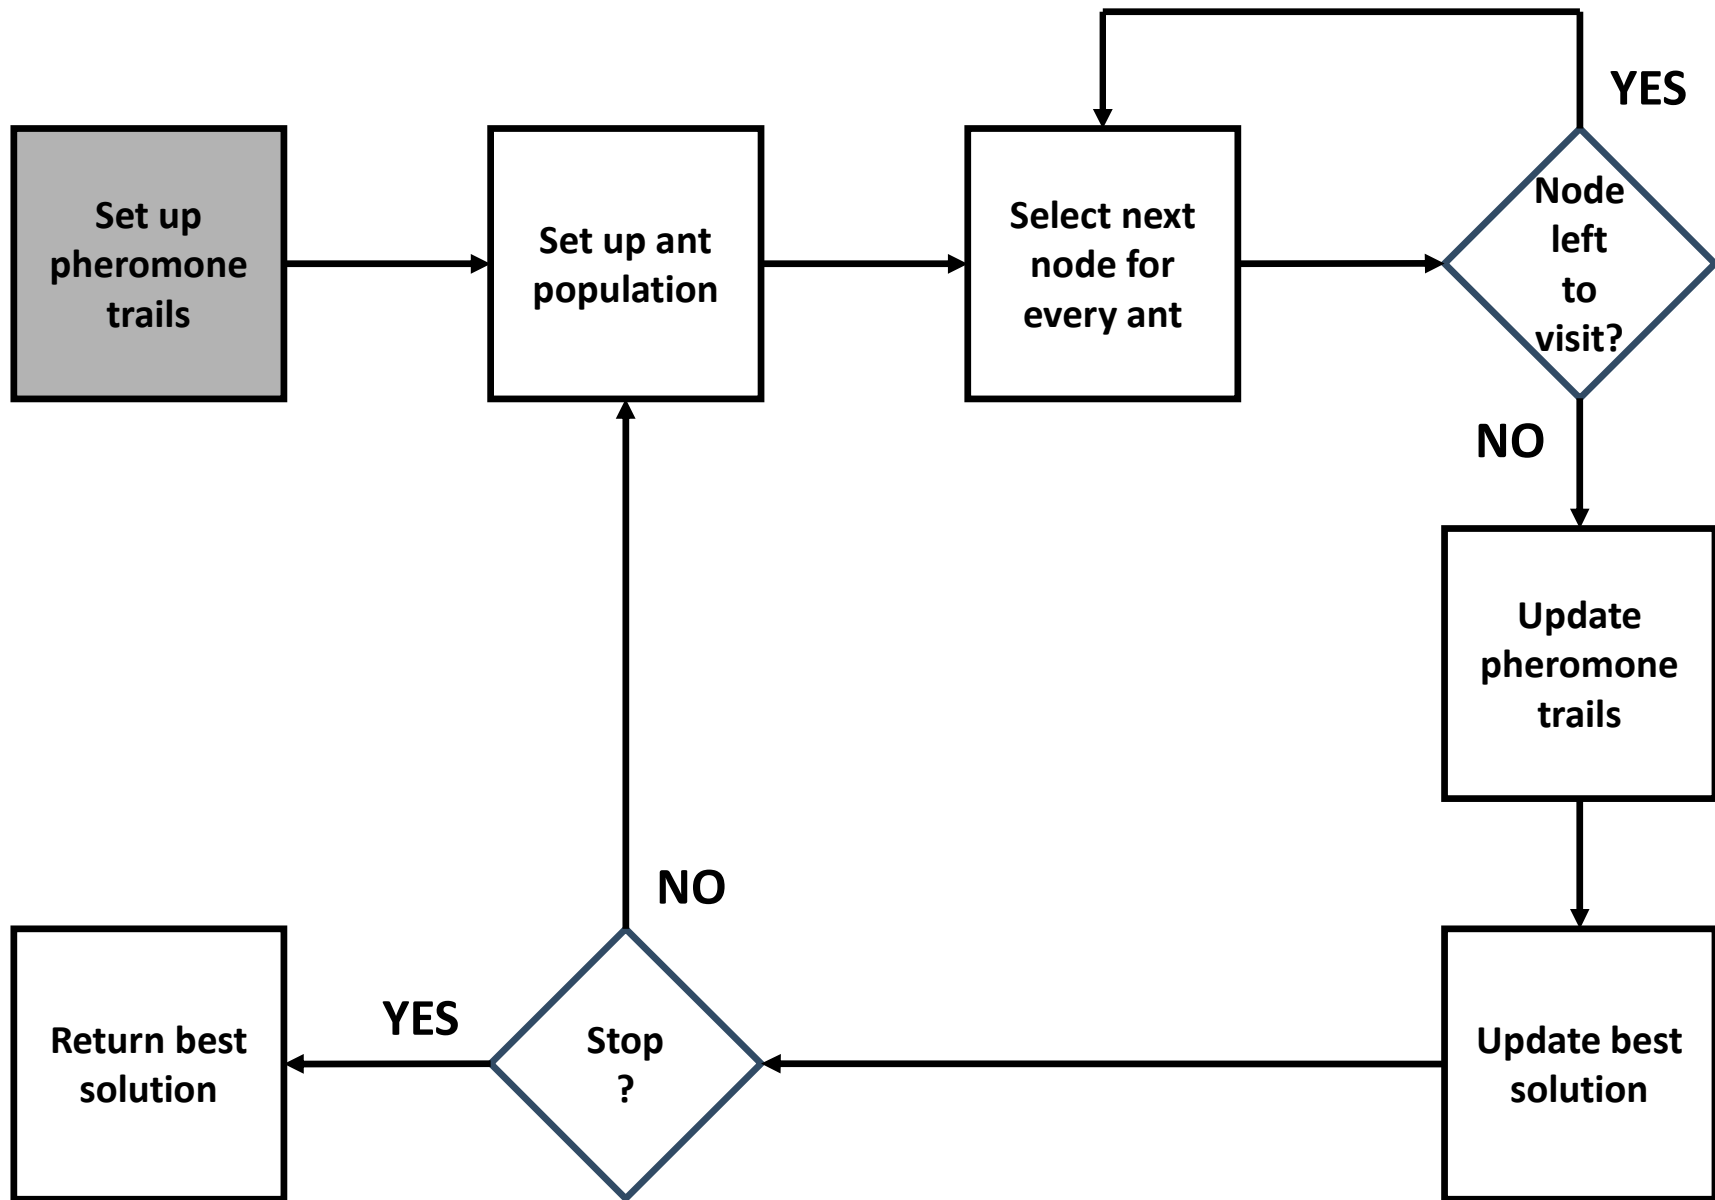 Set up
pheromone
trails
Set up ant
population
Select next
node for
every ant
Node
left
to
visit?
YES
NO
Update
pheromone
trails
Update best
solution
Stop
?
NO
YES
Return best
solution